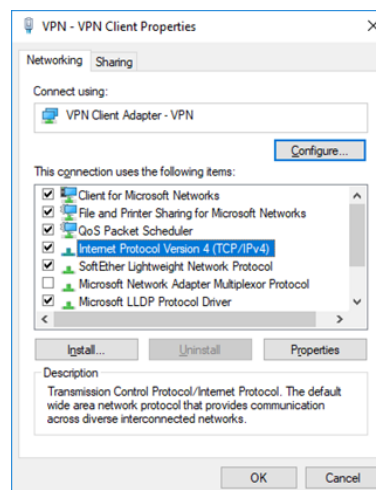 VPN - VPN Client Properties
Networking
Sharing
Connect using:
VPN Client Adapter - VPN
Configure...
This connection uses the following items:
Client for Microsoft Networks
File and Printer Sharing for Microsoft Networks
QoS Packet Scheduler
Internet Protocol Version 4 (TCP/IPv4)
SoftEther Lightweight Network Protocol
Microsoft Network Adapter Multiplexor Protocol
Microsoft LLDP Protocol Driver
Install...
Uninstall
Properties
Description
Transmission Control Protocol/Internet Protocol. The default
wide area network protocol that provides communication
across diverse interconnected networks.
OK
Cancel